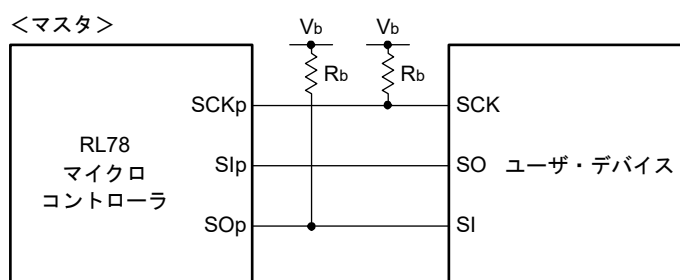 ＜マスタ＞
Vb
Vb
Rb
Rb
SCKp
SCK
RL78
マイクロ
コントローラ
SIp
SO ユーザ・デバイス
SOp
SI